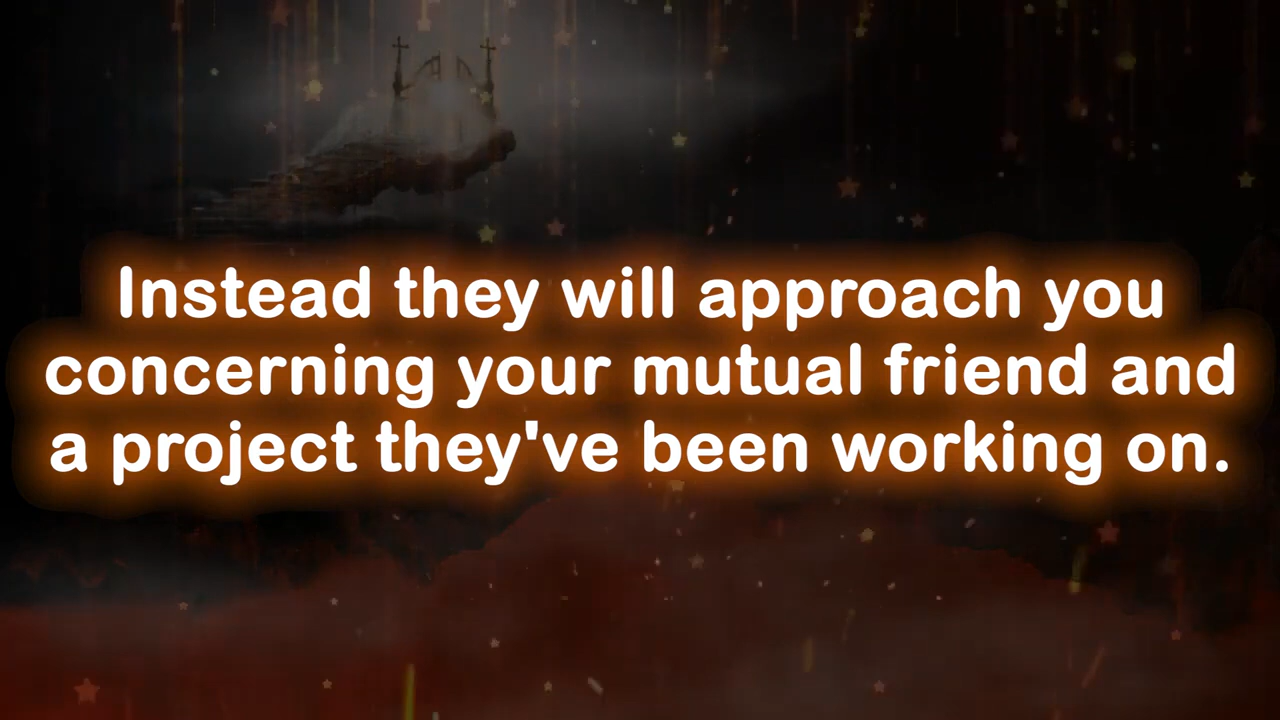 Instead they will approach you
concerning your mutual friend and
a project they've been working on.